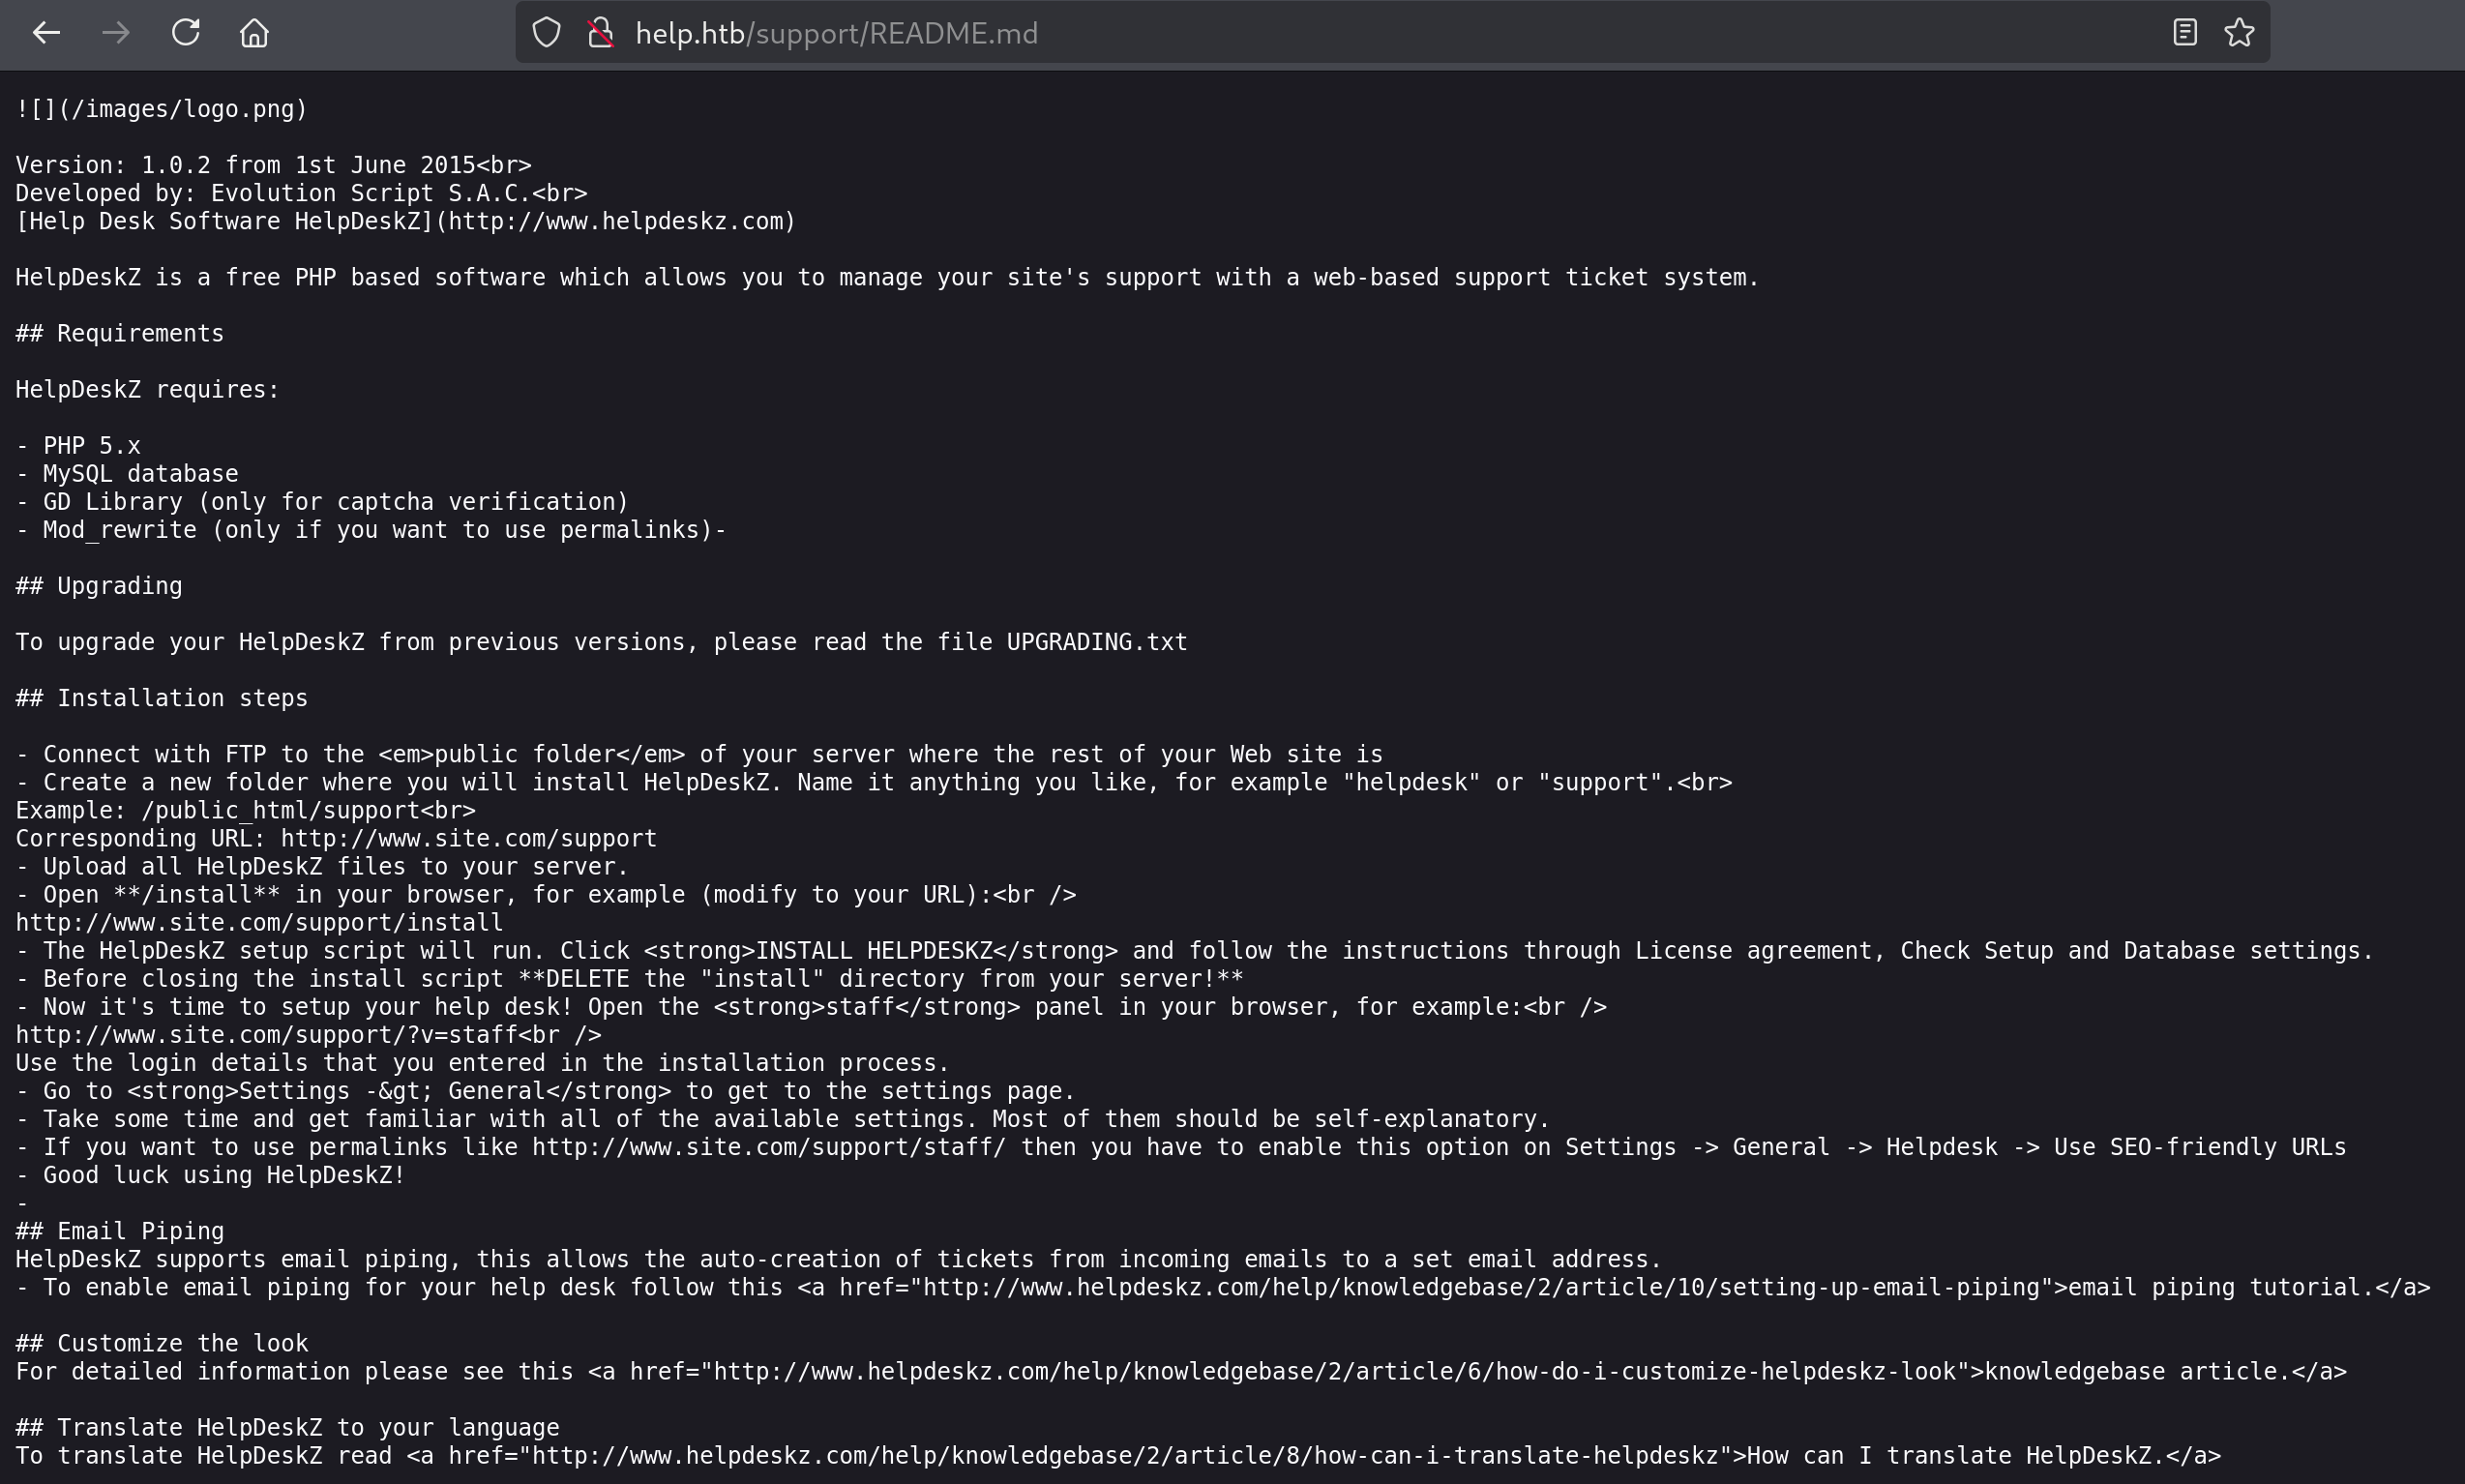 help.htb/support/README.md
![](/images/logo.png)
Version: 1.0.2 from 1st June 2015<br>
Developed by: Evolution Script S.A.C.<br>
[Help Desk Software HelpDeskZ](http://www.helpdeskz.com)
HelpDeskZ is a free PHP based software which allows you to manage your site's support with a web-based support ticket system.
## Requirements
HelpDeskZ requires:
- PHP 5.x
- MySQL database
- GD Library (only for captcha verification)
- Mod_rewrite (only if you want to use permalinks)-
## Upgrading
To upgrade your HelpDeskZ from previous versions, please read the file UPGRADING.txt
## Installation steps
- Connect with FTP to the <em>public folder</em> of your server where the rest of your Web site is
- Create a new folder where you will install HelpDeskZ. Name it anything you like, for example "helpdesk" or "support".<br>
Example: /public_html/support<br>
Corresponding URL: http://www.site.com/support
- Upload all HelpDeskZ files to your server.
- Open **/install** in your browser, for example (modify to your URL):<br />
http://www.site.com/support/install
- The HelpDeskZ setup script will run. Click <strong>INSTALL HELPDESKZ</strong> and follow the instructions through License agreement, Check Setup and Database settings.
- Before closing the install script **DELETE the "install" directory from your server!**
- Now it's time to setup your help desk! Open the <strong>staff</strong> panel in your browser, for example:<br />
http://www.site.com/support/?v=staff<br />
Use the login details that you entered in the installation process.
- Go to <strong>Settings -&gt; General</strong> to get to the settings page.
- Take some time and get familiar with all of the available settings. Most of them should be self-explanatory.
- If you want to use permalinks like http://www.site.com/support/staff/ then you have to enable this option on Settings -> General -> Helpdesk -> Use SEO-friendly URLs
- Good luck using HelpDeskZ!
-
## Email Piping
HelpDeskZ supports email piping, this allows the auto-creation of tickets from incoming emails to a set email address.
- To enable email piping for your help desk follow this <a href="http://www.helpdeskz.com/help/knowledgebase/2/article/10/setting-up-email-piping">email piping tutorial.</a>
## Customize the look
For detailed information please see this <a href="http://www.helpdeskz.com/help/knowledgebase/2/article/6/how-do-i-customize-helpdeskz-look">knowledgebase article.</a>
## Translate HelpDeskZ to your language
To translate HelpDeskZ read <a href="http://www.helpdeskz.com/help/knowledgebase/2/article/8/how-can-i-translate-helpdeskz">How can I translate HelpDeskZ.</a>